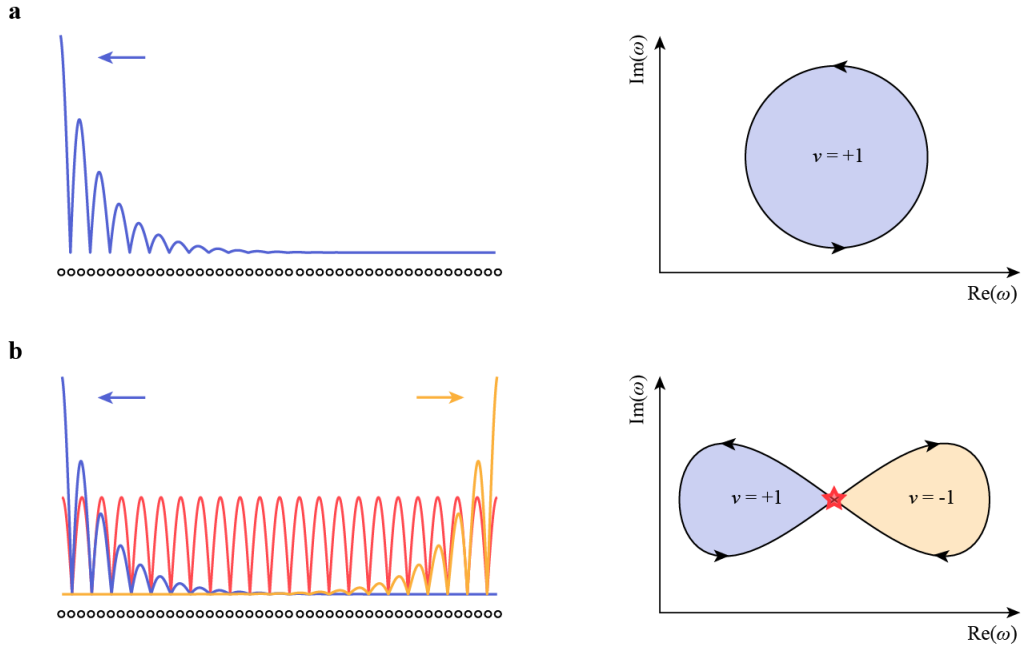 a
Im(ω)
ν = +1
Re(ω)
b
Im(ω)
ν = +1
ν = -1
Re(ω)